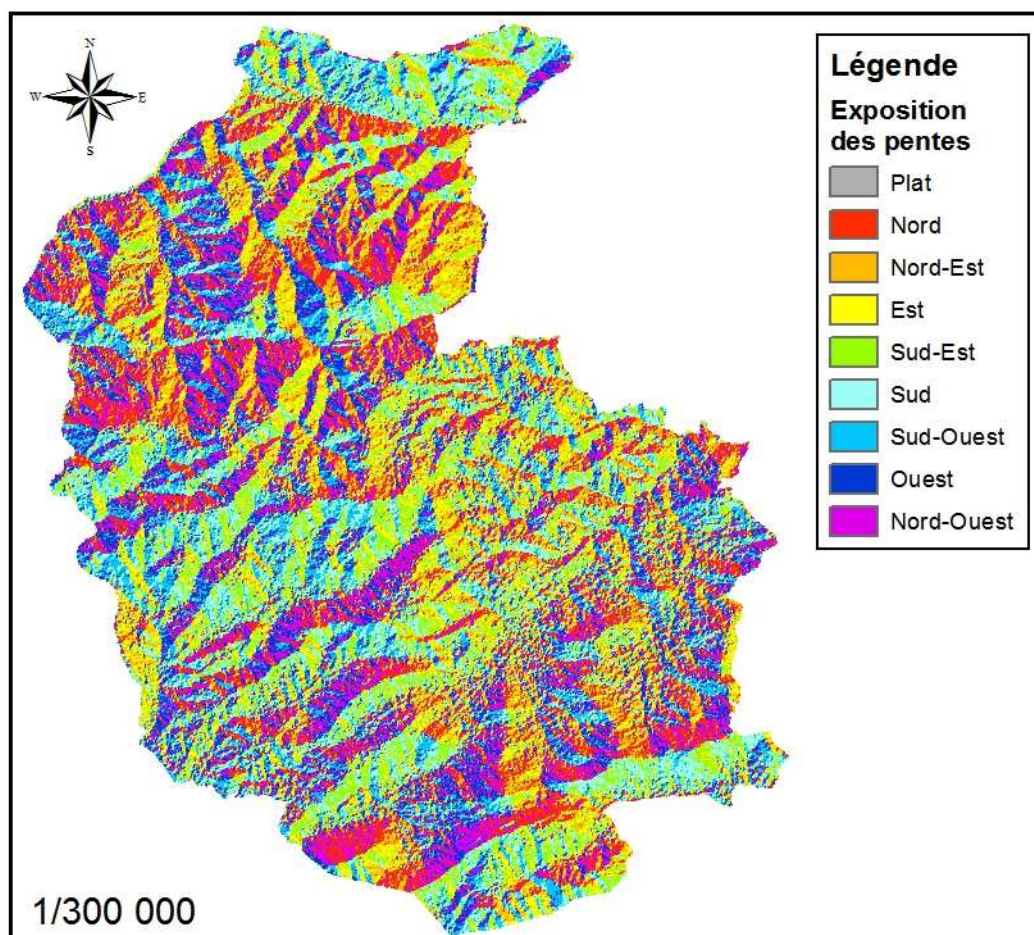 N
W
E
S
Légende
Exposition
des pentes
Plat
Nord
Nord-Est
Est
Sud-Est
Sud
Sud-Ouest
Ouest
Nord-Ouest
1/300 000